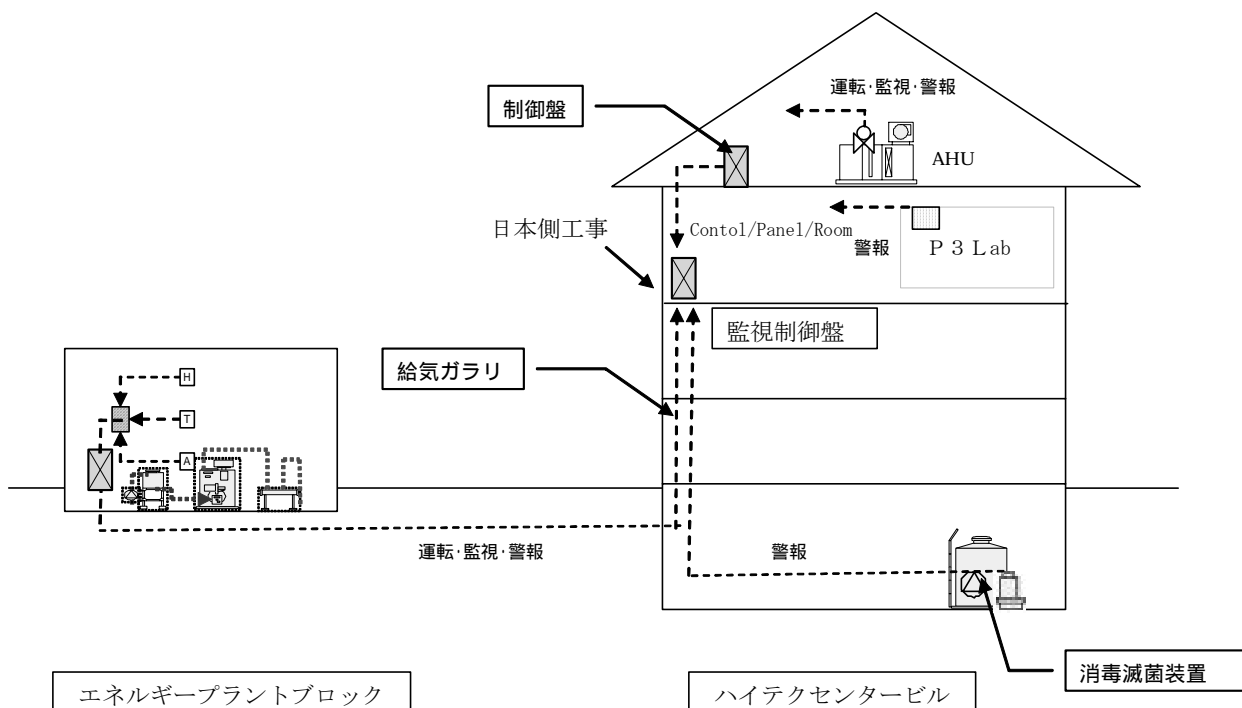 運転･監視･警報
制御盤
AHU
日本側工事
Contol/Panel/Room
警報
P3Lab
監視制御盤
給気ガラリ
H
T
A
運転･監視･警報
警報
消毒滅菌装置
エネルギープラントブロック
ハイテクセンタービル